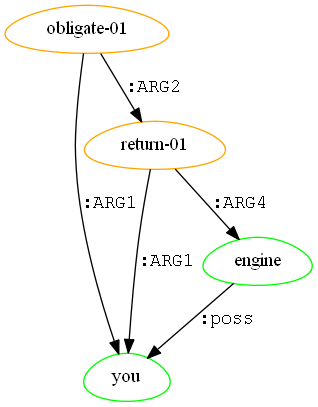 obligate-01
:ARG2
return-01
:ARG1
:ARG1
:ARG4
engine
:poss
you